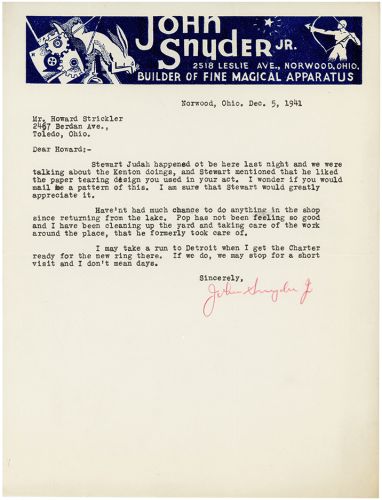 John
Snyder JR.
2518 LESLIE AVE., NORWOOD, OHIO.
BUILDER OF FINE MAGICAL APPARATUS
Norwood, Ohio. Dec. 5, 1941
Mr. Howard Strickler
2467 Berdan Ave.,
Toledo, Ohio.
Dear Howard:-
Stewart Judah happened ot be here last night and we were
talking about the Kenton doings, and Stewart mentioned that he liked
the paper tearing design you used in your act. I wonder if you would
mail me a pattern of this. I am sure that Stewart would greatly
appreciate it.
Have'nt had much chance to do anything in the shop
since returning from the lake. Pop has not been feeling so good
and I have been cleaning up the yard and taking care of the work
around the place, that he formerly took care of.
I may take a run to Detroit when I get the Charter
ready for the new ring there. If we do, we may stop for a short
visit and I don't mean days.
Sincerely,
John Snyder Jr